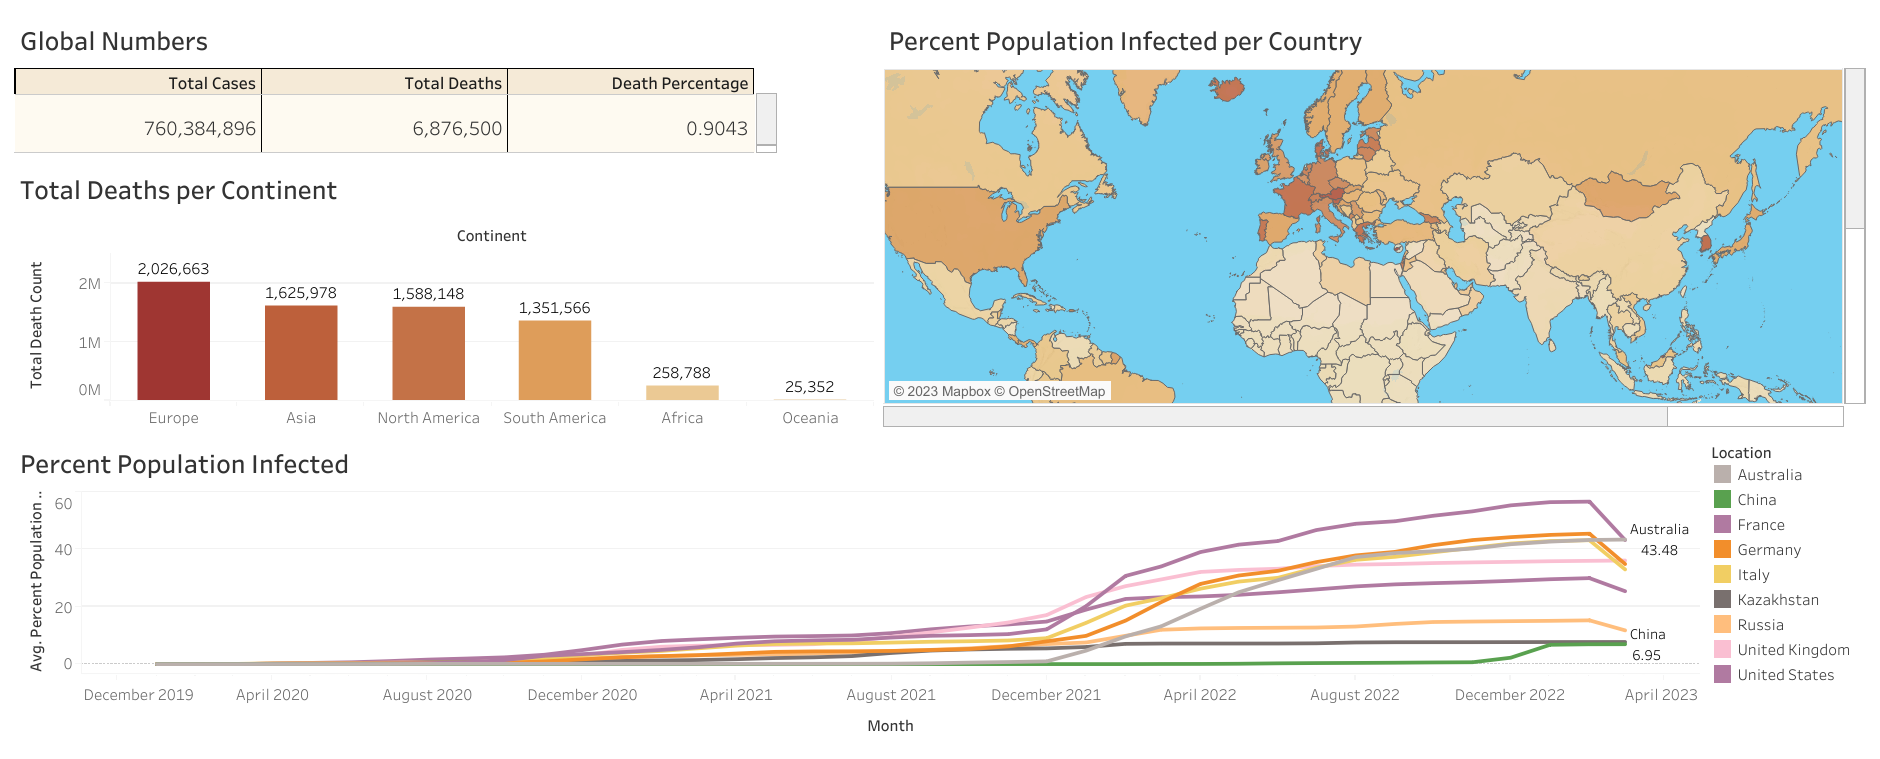 Global Numbers
Total Cases Total Deaths Death Percentage
760,384,896 6,876,500 0.9043
Total Deaths per Continent
Continent
Total Death Count
2M
1M
0M
2,026,663
1,625,978
1,588,148
1,351,566
258,788
25,352
Europe Asia North America South America Africa Oceania
Percent Population Infected per Country
© 2023 Mapbox © OpenStreetMap
Percent Population Infected
Avg. Percent Population ..
60
40
20
0
Australia
43.48
China
6.95
December 2019 April 2020 August 2020 December 2020 April 2021 August 2021 December 2021 April 2022 August 2022 December 2022 April 2023
Month
Location
Australia
China
France
Germany
Italy
Kazakhstan
Russia
United Kingdom
United States